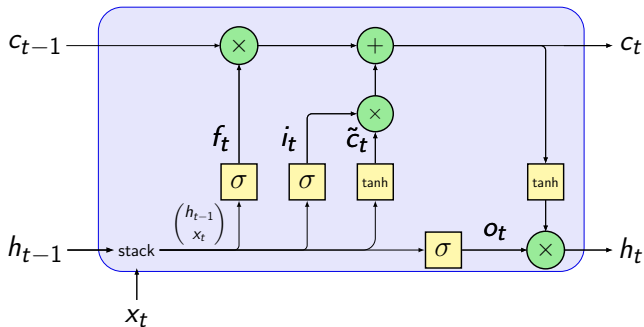 c_{t−1} × + c_t
×
f_t i_t c̃_t
σ σ tanh tanh
(h_{t−1} x_t)
h_{t−1} stack σ o_t × h_t
x_t